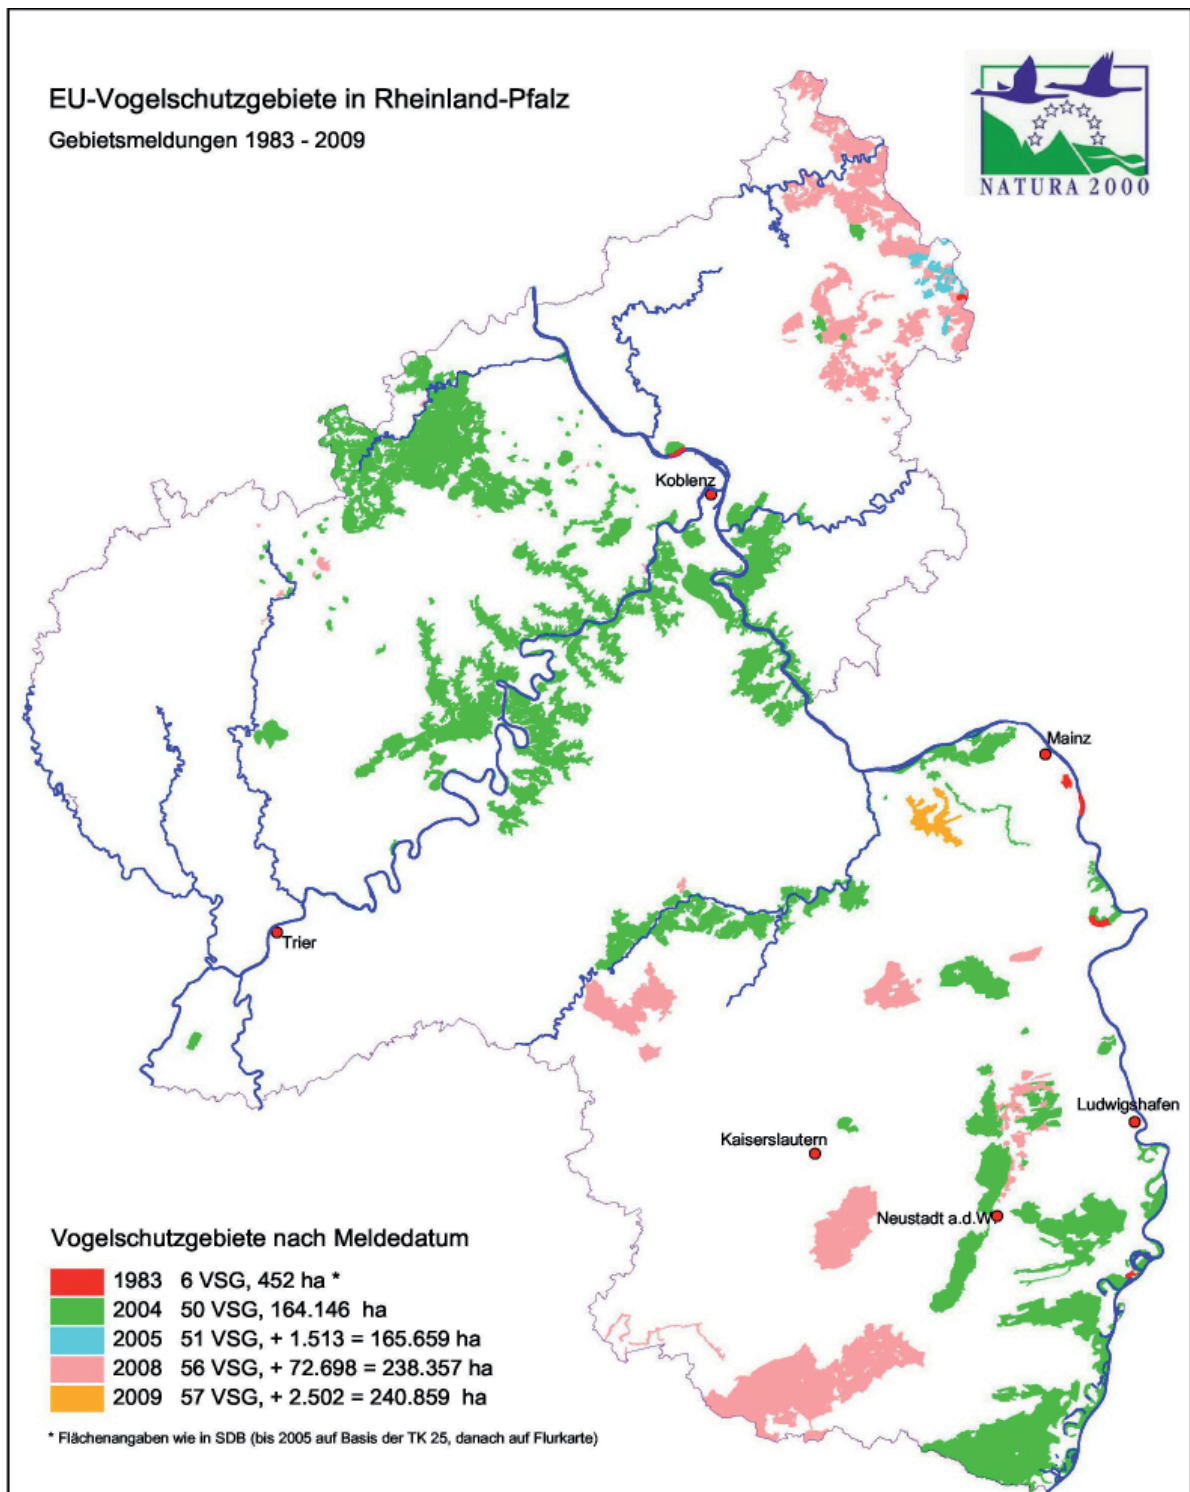 EU-Vogelschutzgebiete in Rheinland-Pfalz
Gebietsmeldungen 1983 - 2009
NATURA 2000
Koblenz
Mainz
Trier
Ludwigshafen
Kaiserslautern
Neustadt a.d.W.
Vogelschutzgebiete nach Meldedatum
1983 6 VSG, 452 ha *
2004 50 VSG, 164.146 ha
2005 51 VSG, + 1.513 = 165.659 ha
2008 56 VSG, + 72.698 = 238.357 ha
2009 57 VSG, + 2.502 = 240.859 ha
* Flächenangaben wie in SDB (bis 2005 auf Basis der TK 25, danach auf Flurkarte)